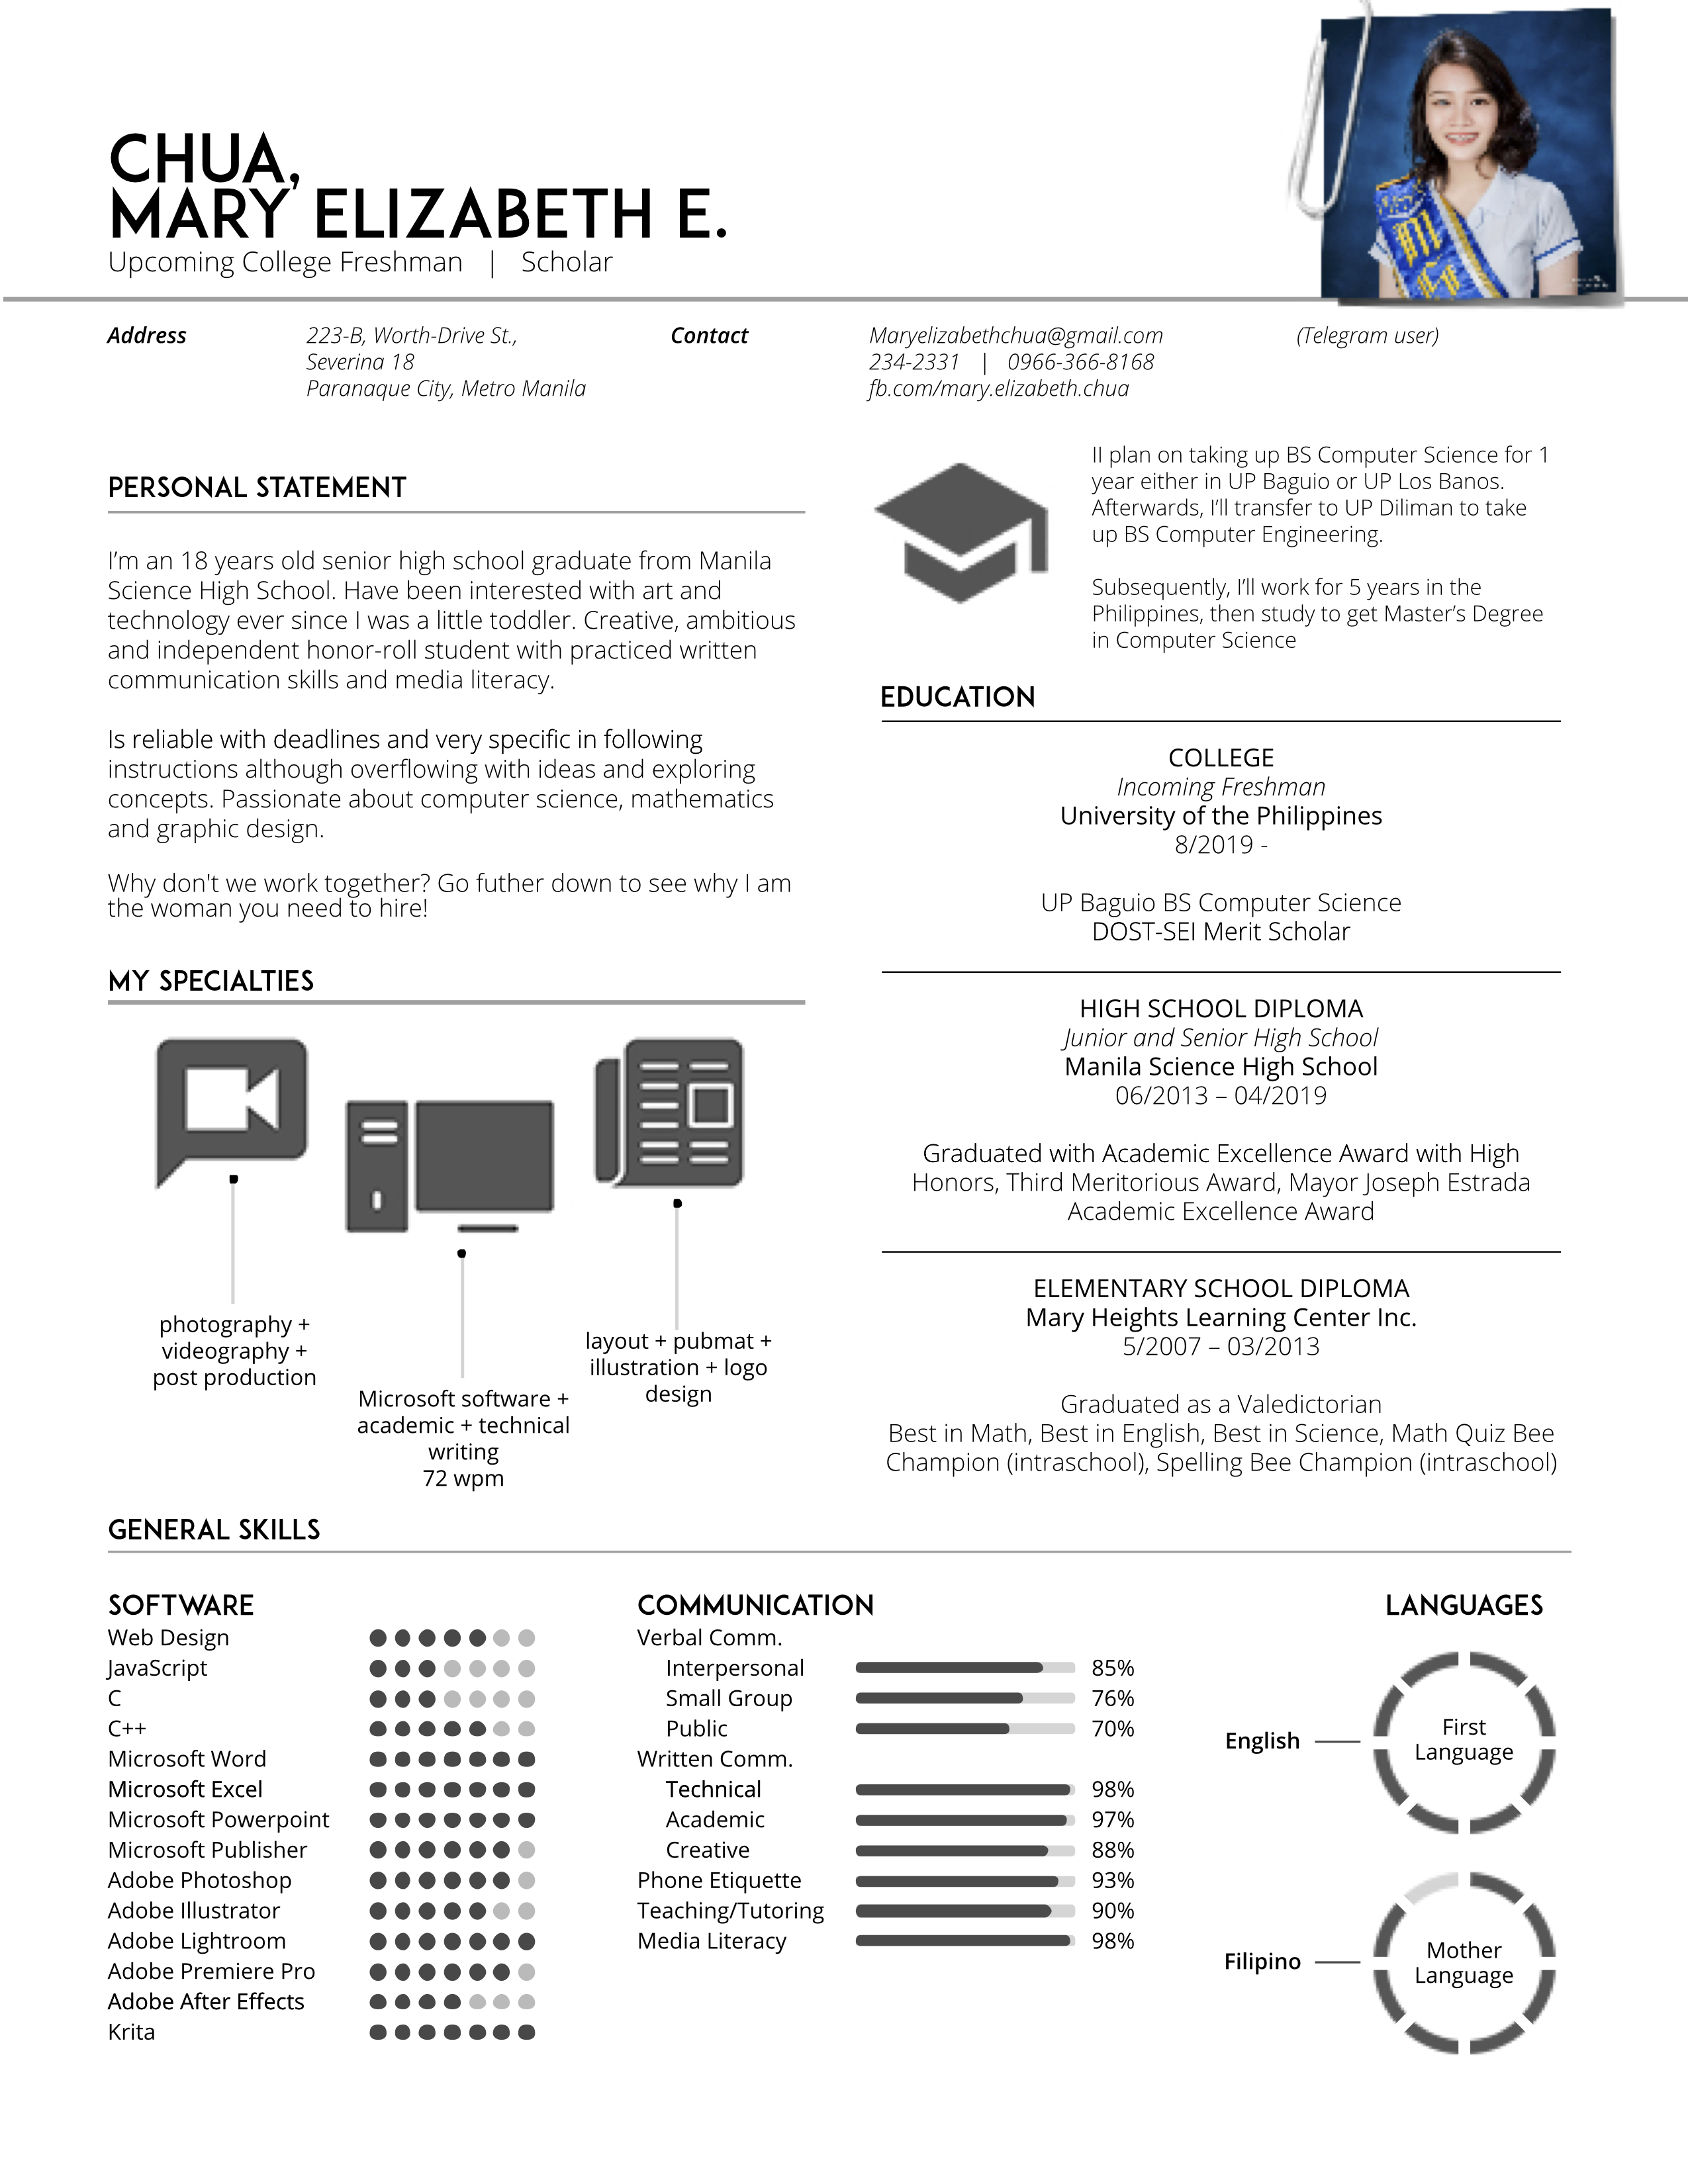 CHUA,
MARY ELIZABETH E.
Upcoming College Freshman | Scholar
Address
223-B, Worth-Drive St.,
Severina 18
Paranaque City, Metro Manila
Contact
Maryelizabethchua@gmail.com
234-2331 | 0966-366-8168
fb.com/mary.elizabeth.chua
(Telegram user)
PERSONAL STATEMENT
I’m an 18 years old senior high school graduate from Manila
Science High School. Have been interested with art and
technology ever since I was a little toddler. Creative, ambitious
and independent honor-roll student with practiced written
communication skills and media literacy.
Is reliable with deadlines and very specific in following
instructions although overflowing with ideas and exploring
concepts. Passionate about computer science, mathematics
and graphic design.
Why don't we work together? Go futher down to see why I am
the woman you need to hire!
MY SPECIALTIES
photography +
videography +
post production
Microsoft software +
academic + technical
writing
72 wpm
layout + pubmat +
illustration + logo
design
II plan on taking up BS Computer Science for 1
year either in UP Baguio or UP Los Banos.
Afterwards, I’ll transfer to UP Diliman to take
up BS Computer Engineering.
Subsequently, I’ll work for 5 years in the
Philippines, then study to get Master’s Degree
in Computer Science
EDUCATION
COLLEGE
Incoming Freshman
University of the Philippines
8/2019 -
UP Baguio BS Computer Science
DOST-SEI Merit Scholar
HIGH SCHOOL DIPLOMA
Junior and Senior High School
Manila Science High School
06/2013 – 04/2019
Graduated with Academic Excellence Award with High
Honors, Third Meritorious Award, Mayor Joseph Estrada
Academic Excellence Award
ELEMENTARY SCHOOL DIPLOMA
Mary Heights Learning Center Inc.
5/2007 – 03/2013
Graduated as a Valedictorian
Best in Math, Best in English, Best in Science, Math Quiz Bee
Champion (intraschool), Spelling Bee Champion (intraschool)
GENERAL SKILLS
SOFTWARE
Web Design
JavaScript
C
C++
Microsoft Word
Microsoft Excel
Microsoft Powerpoint
Microsoft Publisher
Adobe Photoshop
Adobe Illustrator
Adobe Lightroom
Adobe Premiere Pro
Adobe After Effects
Krita
COMMUNICATION
Verbal Comm.
Interpersonal 85%
Small Group 76%
Public 70%
Written Comm.
Technical 98%
Academic 97%
Creative 88%
Phone Etiquette 93%
Teaching/Tutoring 90%
Media Literacy 98%
LANGUAGES
English
First
Language
Filipino
Mother
Language